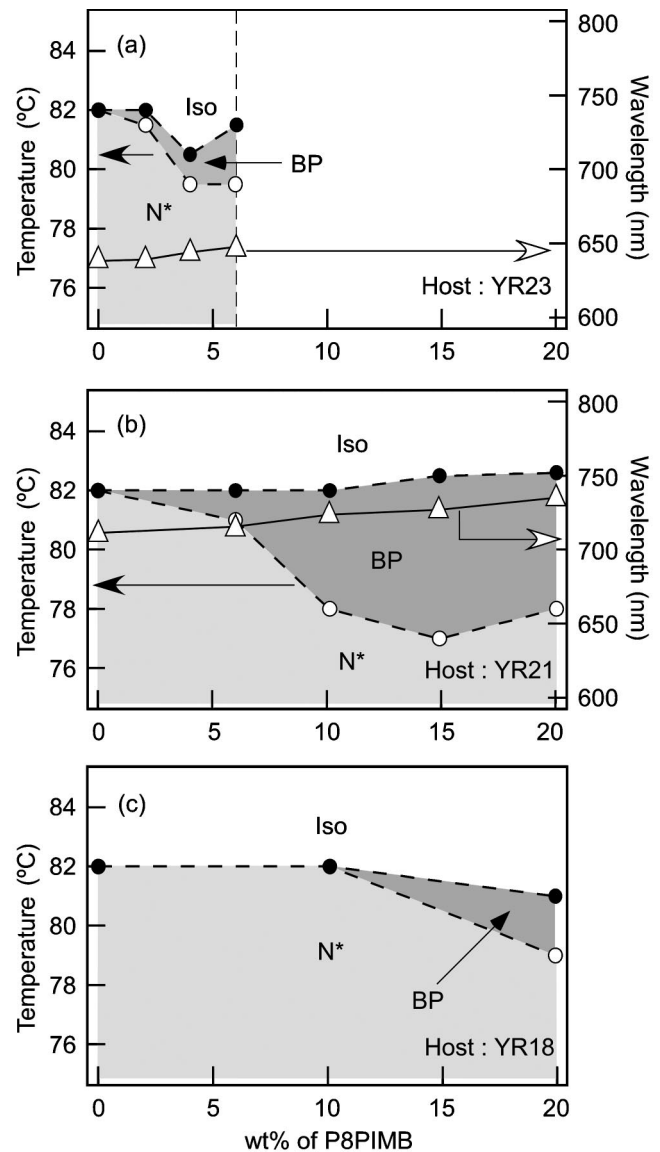 (a)
Temperature (ºC)
84
82
80
78
76
Iso
BP
N*
Host : YR23
800
750
700
650
600
Wavelength (nm)
0 5 10 15 20
(b)
Temperature (ºC)
84
82
80
78
76
Iso
BP
N*
Host : YR21
800
750
700
650
600
Wavelength (nm)
0 5 10 15 20
(c)
Temperature (ºC)
84
82
80
78
76
Iso
N*
BP
Host : YR18
0 5 10 15 20
wt% of P8PIMB